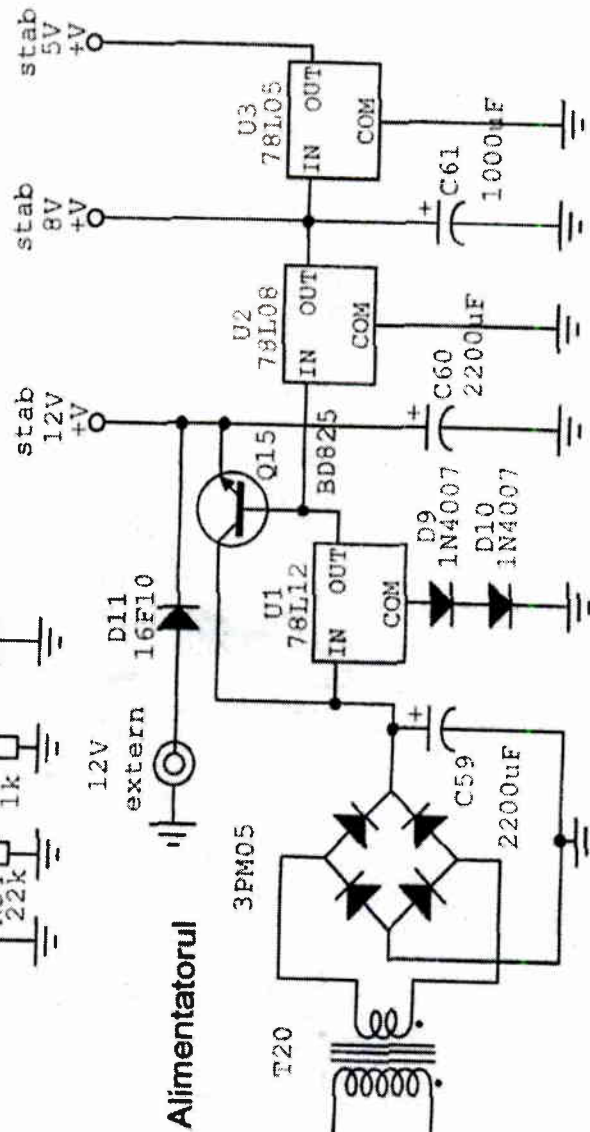 stab
5V
+V
U3
78L05
IN
OUT
COM
C61
1000uF
+
stab
8V
+V
U2
78L08
IN
OUT
COM
C60
2200uF
+
stab
12V
+V
Q15
BD825
D9
1N4007
D10
1N4007
D11
16F10
U1
78L12
IN
OUT
COM
12V
extern
C59
2200uF
+
3PM05
T20
Alimentatorul
1k
22k